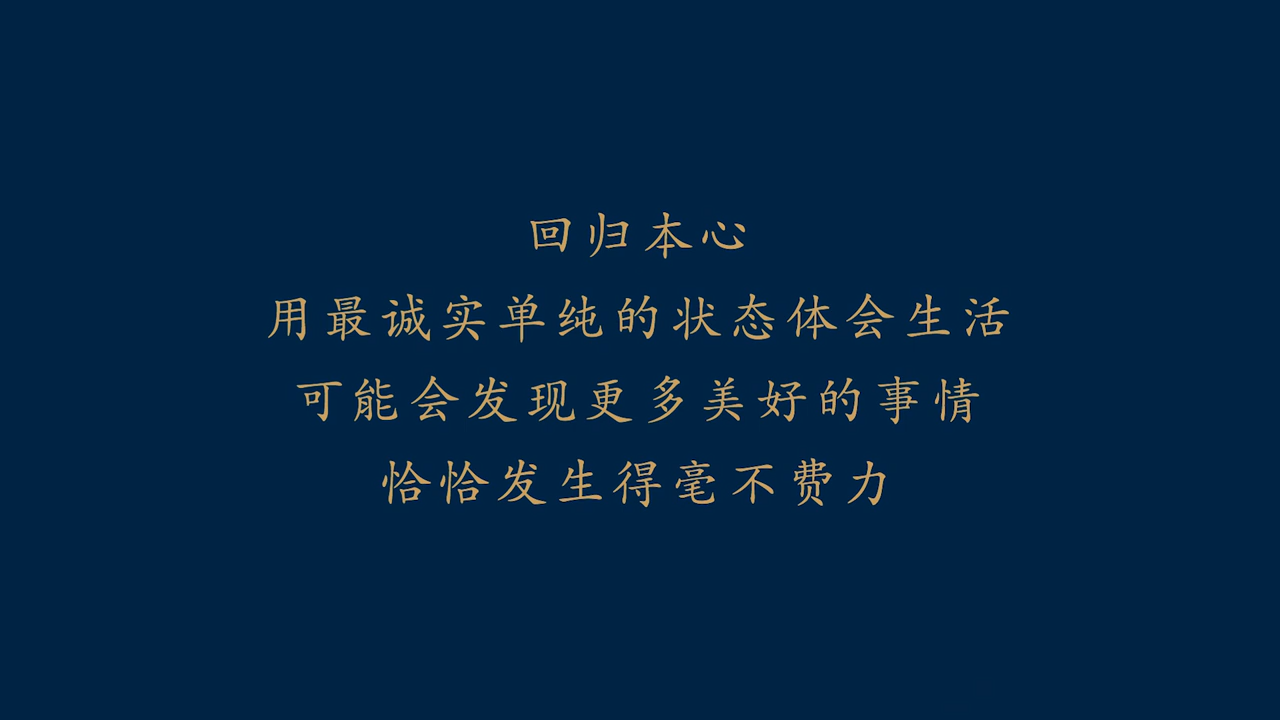 回归本心
用最诚实单纯的状态体会生活
可能会发现更多美好的事情
恰恰发生得毫不费力